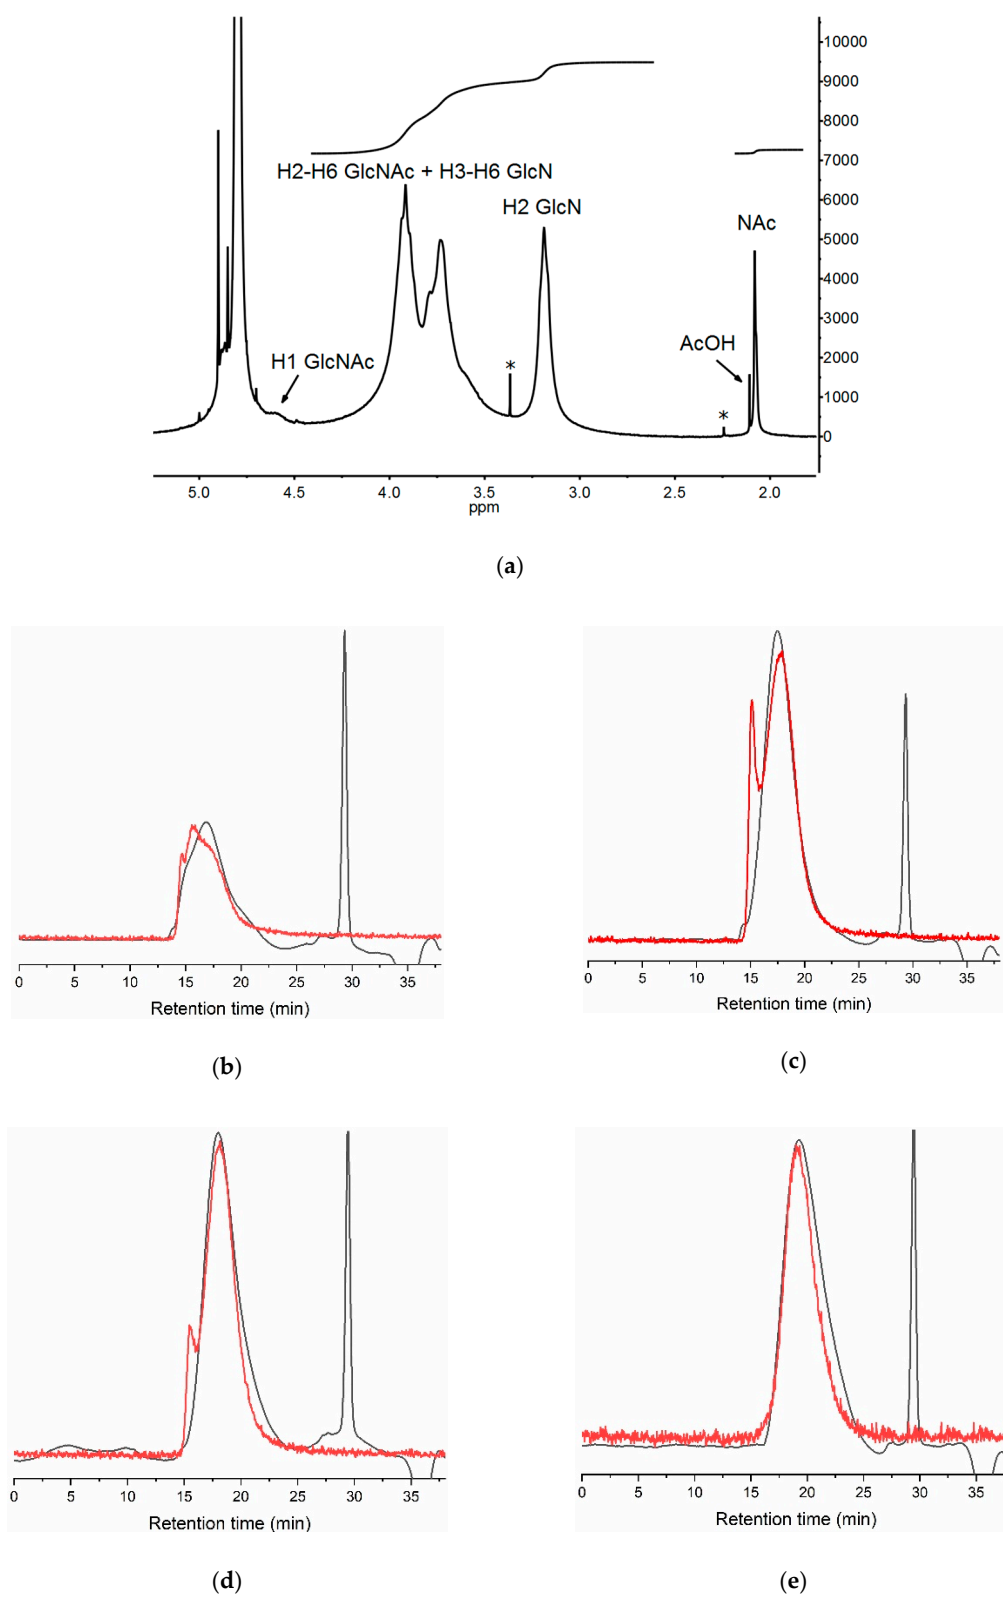 10000
9000
8000
7000
6000
5000
4000
3000
2000
1000
0
H2-H6 GlcNAc + H3-H6 GlcN
H2 GlcN
NAc
AcOH
H1 GlcNAc
*
*
5.0 4.5 4.0 3.5 3.0 2.5 2.0
ppm
(a)
0 5 10 15 20 25 30 35
Retention time (min)
(b)
0 5 10 15 20 25 30 35
Retention time (min)
(c)
0 5 10 15 20 25 30 35
Retention time (min)
(d)
0 5 10 15 20 25 30 35
Retention time (min)
(e)